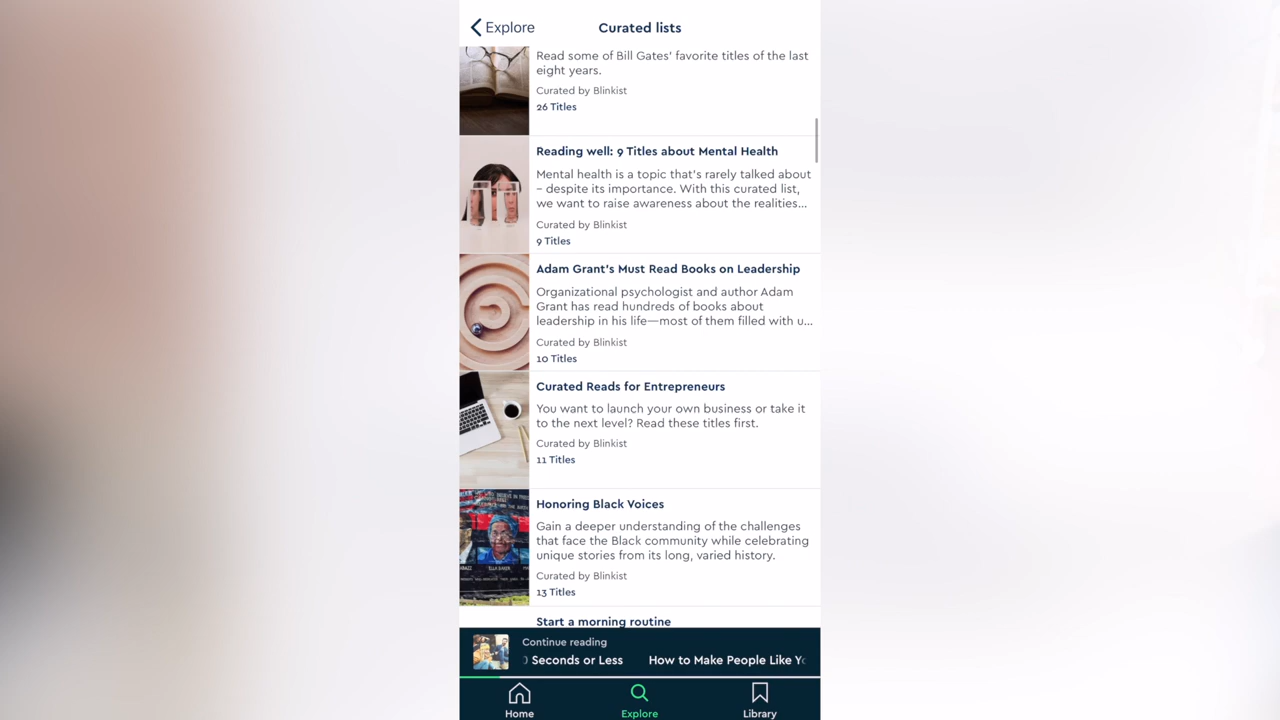 Explore
Curated lists
Read some of Bill Gates' favorite titles of the last
eight years.
Curated by Blinkist
26 Titles
Reading well: 9 Titles about Mental Health
Mental health is a topic that's rarely talked about
– despite its importance. With this curated list,
we want to raise awareness about the realities...
Curated by Blinkist
9 Titles
Adam Grant's Must Read Books on Leadership
Organizational psychologist and author Adam
Grant has read hundreds of books about
leadership in his life—most of them filled with u...
Curated by Blinkist
10 Titles
Curated Reads for Entrepreneurs
You want to launch your own business or take it
to the next level? Read these titles first.
Curated by Blinkist
11 Titles
Honoring Black Voices
Gain a deeper understanding of the challenges
that face the Black community while celebrating
unique stories from its long, varied history.
Curated by Blinkist
13 Titles
Start a morning routine
Continue reading
Seconds or Less How to Make People Like
Home
Explore
Library